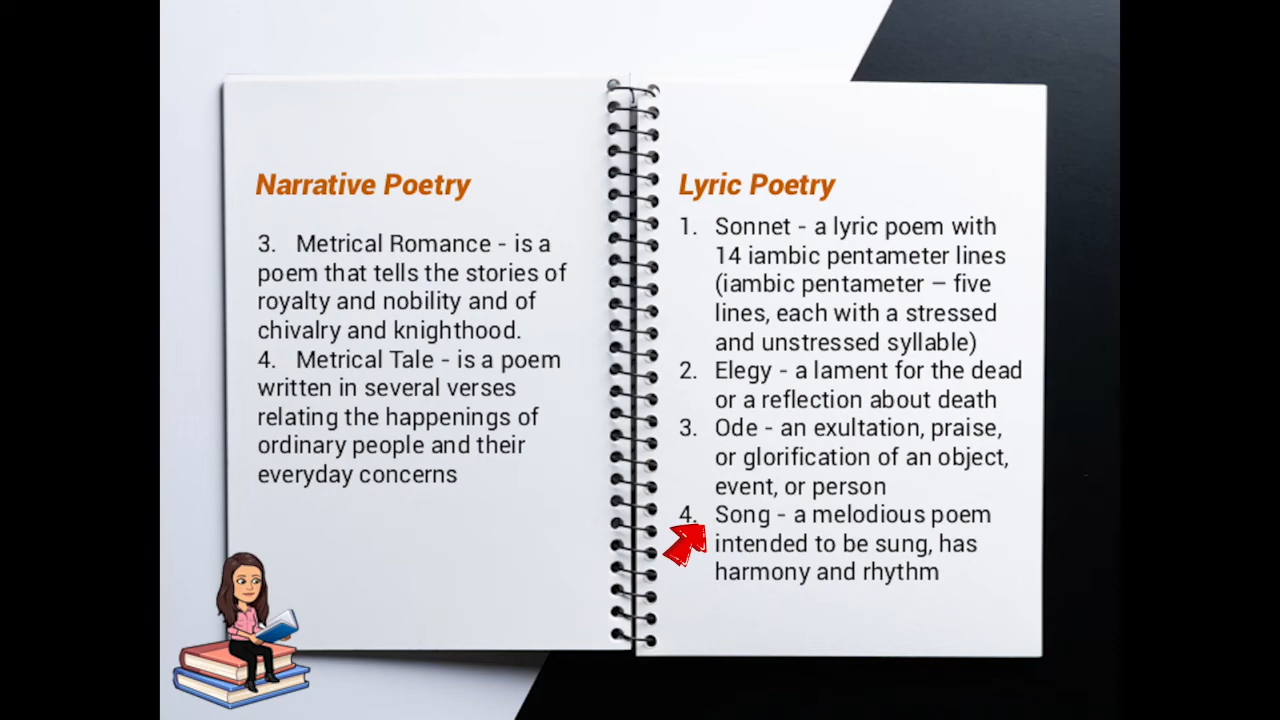 Narrative Poetry
3. Metrical Romance - is a
poem that tells the stories of
royalty and nobility and of
chivalry and knighthood.
4. Metrical Tale - is a poem
written in several verses
relating the happenings of
ordinary people and their
everyday concerns
Lyric Poetry
1. Sonnet - a lyric poem with
14 iambic pentameter lines
(iambic pentameter – five
lines, each with a stressed
and unstressed syllable)
2. Elegy - a lament for the dead
or a reflection about death
3. Ode - an exultation, praise,
or glorification of an object,
event, or person
4. Song - a melodious poem
intended to be sung, has
harmony and rhythm